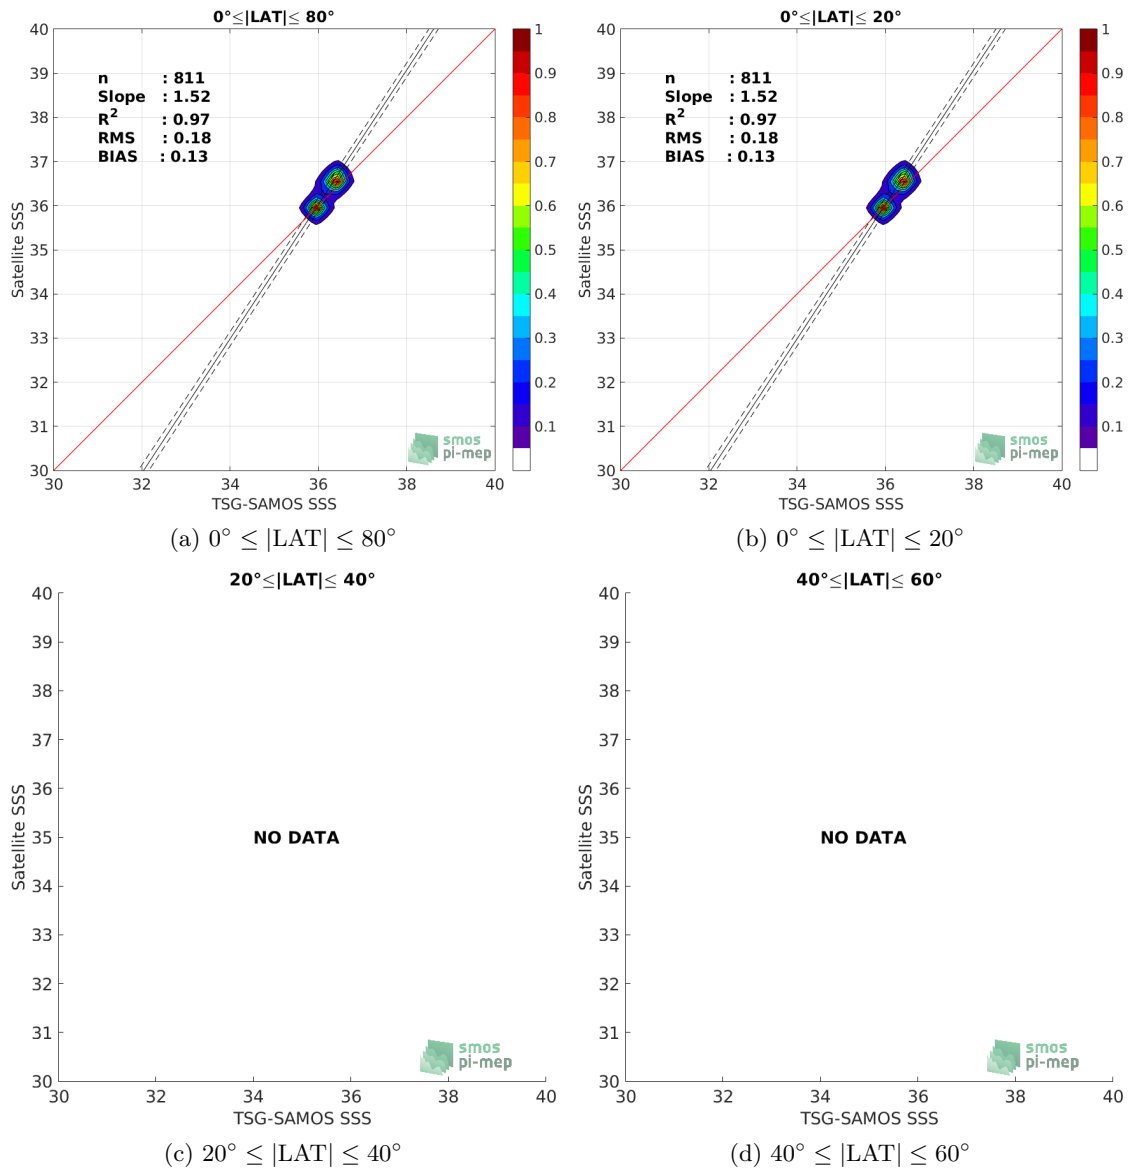 0°≤|LAT|≤ 80°
40
39
38
37
36
35
34
33
32
31
30
30 32 34 36 38 40
Satellite SSS
TSG-SAMOS SSS
n : 811
Slope : 1.52
R² : 0.97
RMS : 0.18
BIAS : 0.13
1
0.9
0.8
0.7
0.6
0.5
0.4
0.3
0.2
0.1
smos
pi-mep
(a) 0° ≤ |LAT| ≤ 80°
0°≤|LAT|≤ 20°
40
39
38
37
36
35
34
33
32
31
30
30 32 34 36 38 40
Satellite SSS
TSG-SAMOS SSS
n : 811
Slope : 1.52
R² : 0.97
RMS : 0.18
BIAS : 0.13
1
0.9
0.8
0.7
0.6
0.5
0.4
0.3
0.2
0.1
smos
pi-mep
(b) 0° ≤ |LAT| ≤ 20°
20°≤|LAT|≤ 40°
40
39
38
37
36
35
34
33
32
31
30
30 32 34 36 38 40
Satellite SSS
TSG-SAMOS SSS
NO DATA
smos
pi-mep
(c) 20° ≤ |LAT| ≤ 40°
40°≤|LAT|≤ 60°
40
39
38
37
36
35
34
33
32
31
30
30 32 34 36 38 40
Satellite SSS
TSG-SAMOS SSS
NO DATA
smos
pi-mep
(d) 40° ≤ |LAT| ≤ 60°